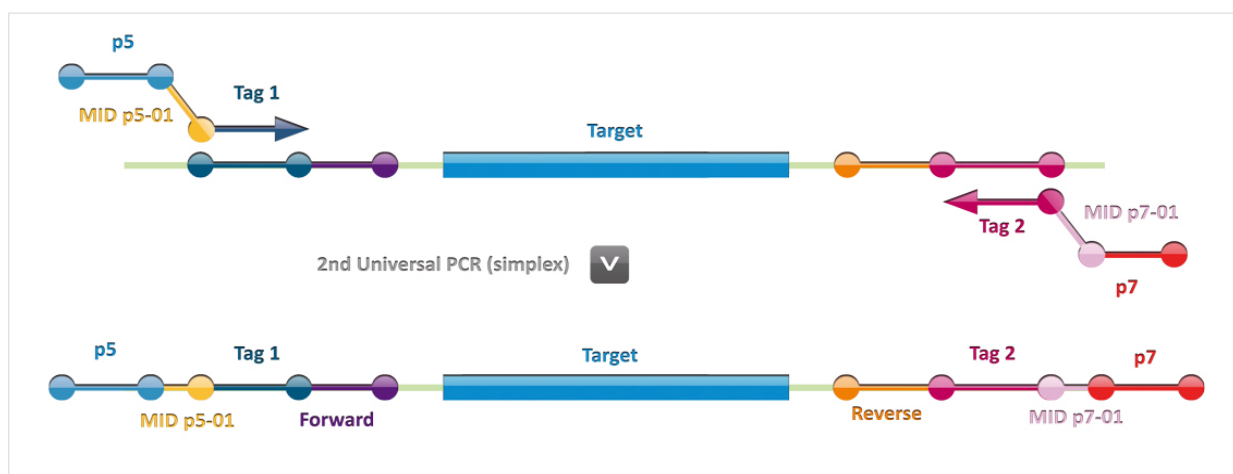 p5
MID p5-01
Tag 1
Target
Tag 2
MID p7-01
p7
2nd Universal PCR (simplex)
V
p5
Tag 1
Target
Tag 2
p7
MID p5-01
Forward
Reverse
MID p7-01